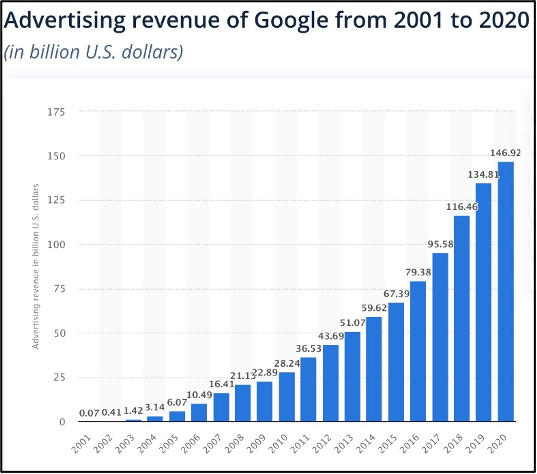 Advertising revenue of Google from 2001 to 2020
(in billion U.S. dollars)
Advertising revenue in billion U.S. dollars
175
150
125
100
75
50
25
0
0.07 0.41 1.42 3.14 6.07 10.49 16.41 21.13 22.89 28.24 36.53 43.69 51.07 59.62 67.39 79.38 95.58 116.46 134.81 146.92
2001 2002 2003 2004 2005 2006 2007 2008 2009 2010 2011 2012 2013 2014 2015 2016 2017 2018 2019 2020